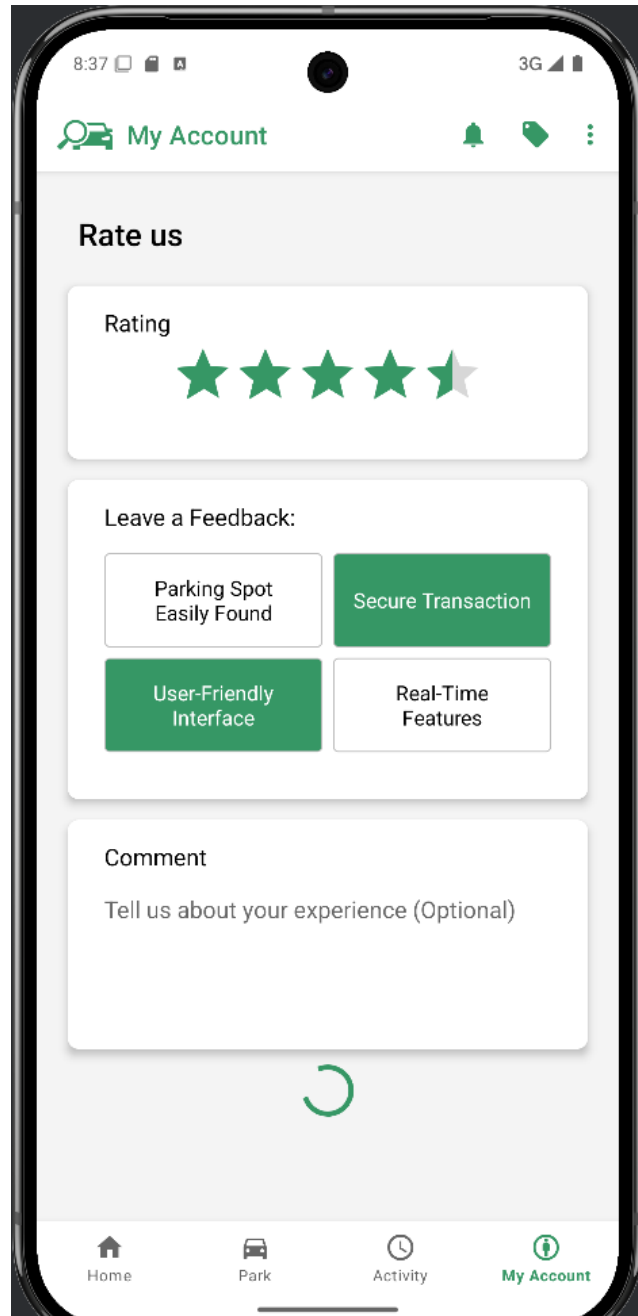 8:37
3G
My Account
Rate us
Rating
Leave a Feedback:
Parking Spot
Easily Found
Secure Transaction
User-Friendly
Interface
Real-Time
Features
Comment
Tell us about your experience (Optional)
Home
Park
Activity
My Account